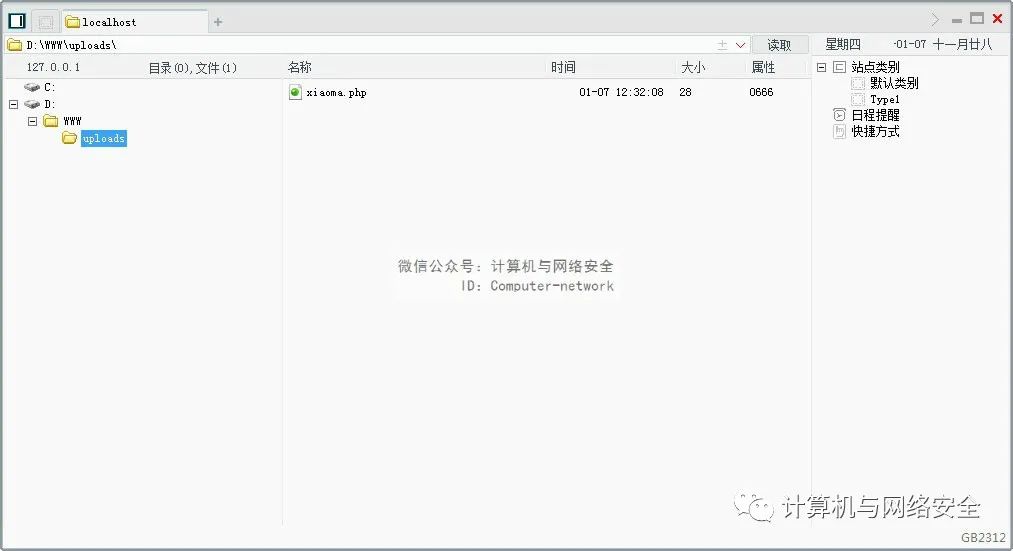 localhost
D:\WWW\uploads\
读取
星期四 -01-07 十一月廿八
127.0.0.1 目录(0),文件(1)
名称 时间 大小 属性
C:
D:
WWW
uploads
xiaoma.php 01-07 12:32:08 28 0666
站点类别
默认类别
Type1
日程提醒
快捷方式
微信公众号: 计算机与网络安全
ID: Computer-network
计算机与网络安全
GB2312